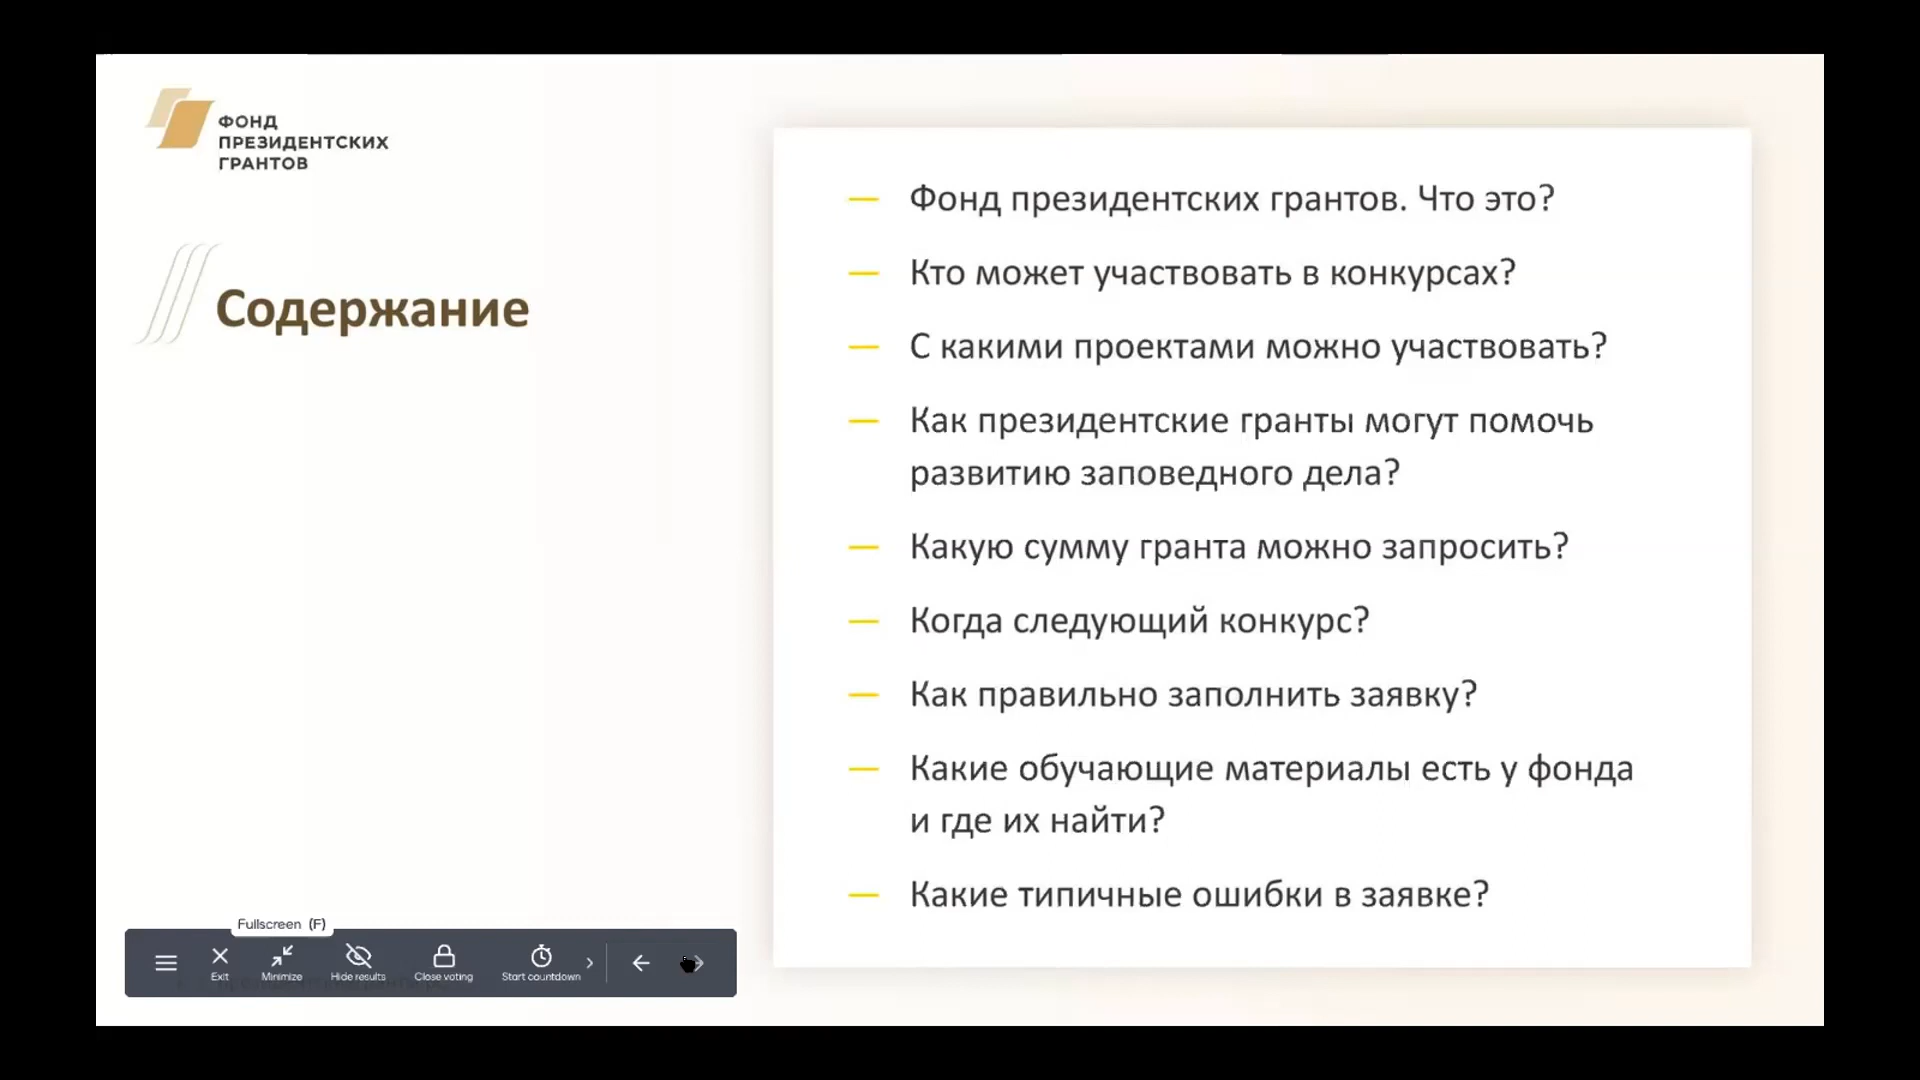 ФОНД
ПРЕЗИДЕНТСКИХ
ГРАНТОВ
Содержание
Фонд президентских грантов. Что это?
Кто может участвовать в конкурсах?
С какими проектами можно участвовать?
Как президентские гранты могут помочь
развитию заповедного дела?
Какую сумму гранта можно запросить?
Когда следующий конкурс?
Как правильно заполнить заявку?
Какие обучающие материалы есть у фонда
и где их найти?
Какие типичные ошибки в заявке?
Fullscreen (F)
Exit
Minimize
Hide results
Close voting
Start countdown